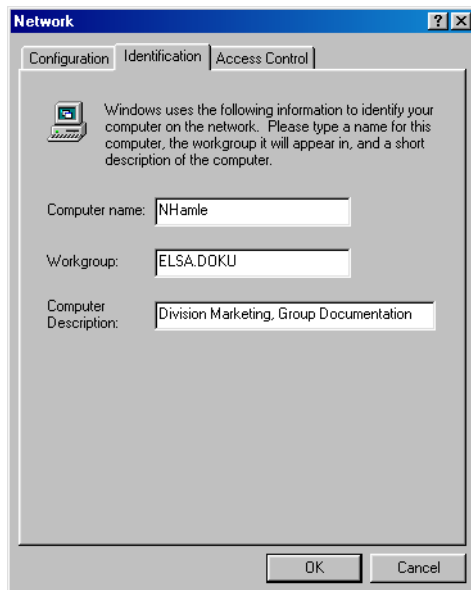 Network
Configuration Identification Access Control
Windows uses the following information to identify your
computer on the network. Please type a name for this
computer, the workgroup it will appear in, and a short
description of the computer.
Computer name: NHamle
Workgroup: ELSA.DOKU
Computer
Description: Division Marketing, Group Documentation
OK Cancel